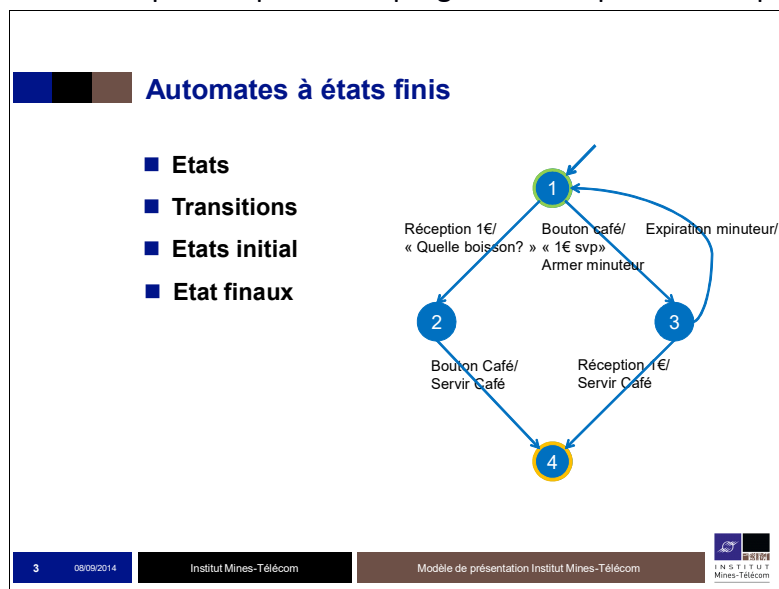 Automates à états finis
Etats
Transitions
Etats initial
Etat finaux
1
Réception 1€/
« Quelle boisson? »
Bouton café/
« 1€ svp»
Armer minuteur
Expiration minuteur/
2
3
Bouton Café/
Servir Café
Réception 1€/
Servir Café
4
3
08/09/2014
Institut Mines-Télécom
Modèle de présentation Institut Mines-Télécom
INSTITUT
Mines-Télécom